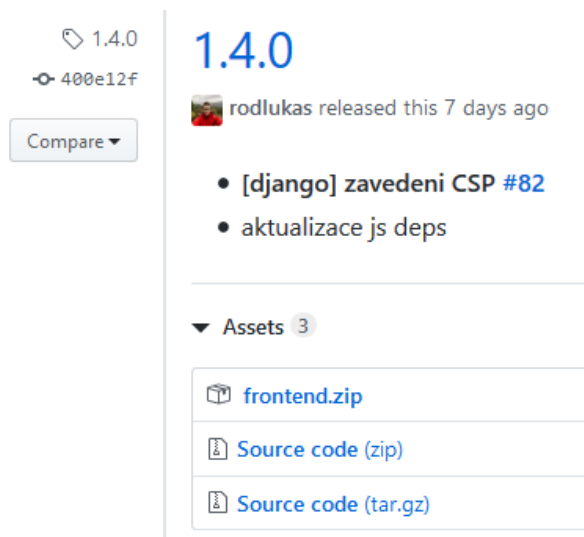 1.4.0
400e12f
Compare
1.4.0
rodlukas released this 7 days ago
[django] zavedeni CSP #82
aktualizace js deps
Assets 3
frontend.zip
Source code (zip)
Source code (tar.gz)